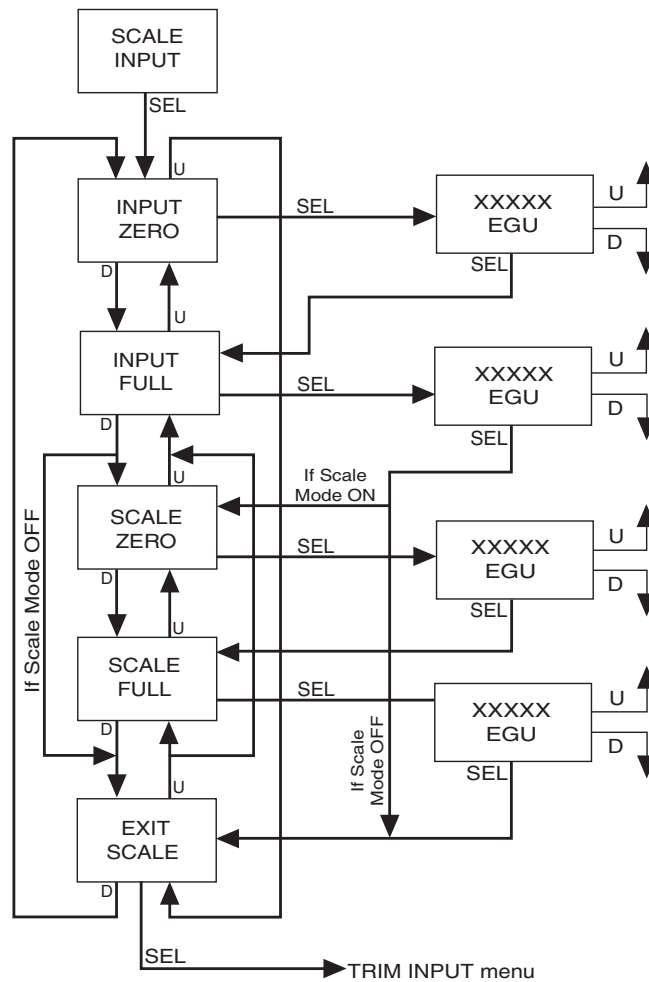 SCALE
INPUT
SEL
U
INPUT
ZERO
SEL
XXXXX
EGU
U
D
SEL
D
U
INPUT
FULL
SEL
XXXXX
EGU
U
D
SEL
D
If Scale
Mode ON
U
SCALE
ZERO
SEL
XXXXX
EGU
U
D
SEL
D
U
If Scale Mode OFF
SCALE
FULL
SEL
XXXXX
EGU
U
D
SEL
D
If Scale
Mode OFF
U
EXIT
SCALE
D
SEL
TRIM INPUT menu